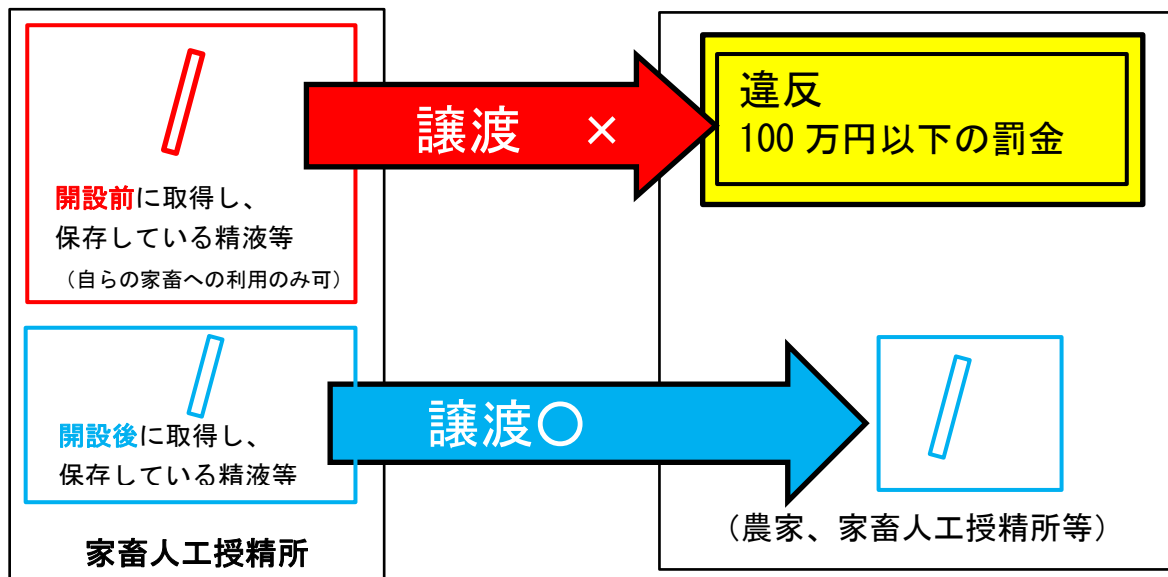 開設前に取得し、
保存している精液等
（自らの家畜への利用のみ可）
譲渡　×
違反
100 万円以下の罰金
開設後に取得し、
保存している精液等
譲渡〇
家畜人工授精所
（農家、家畜人工授精所等）